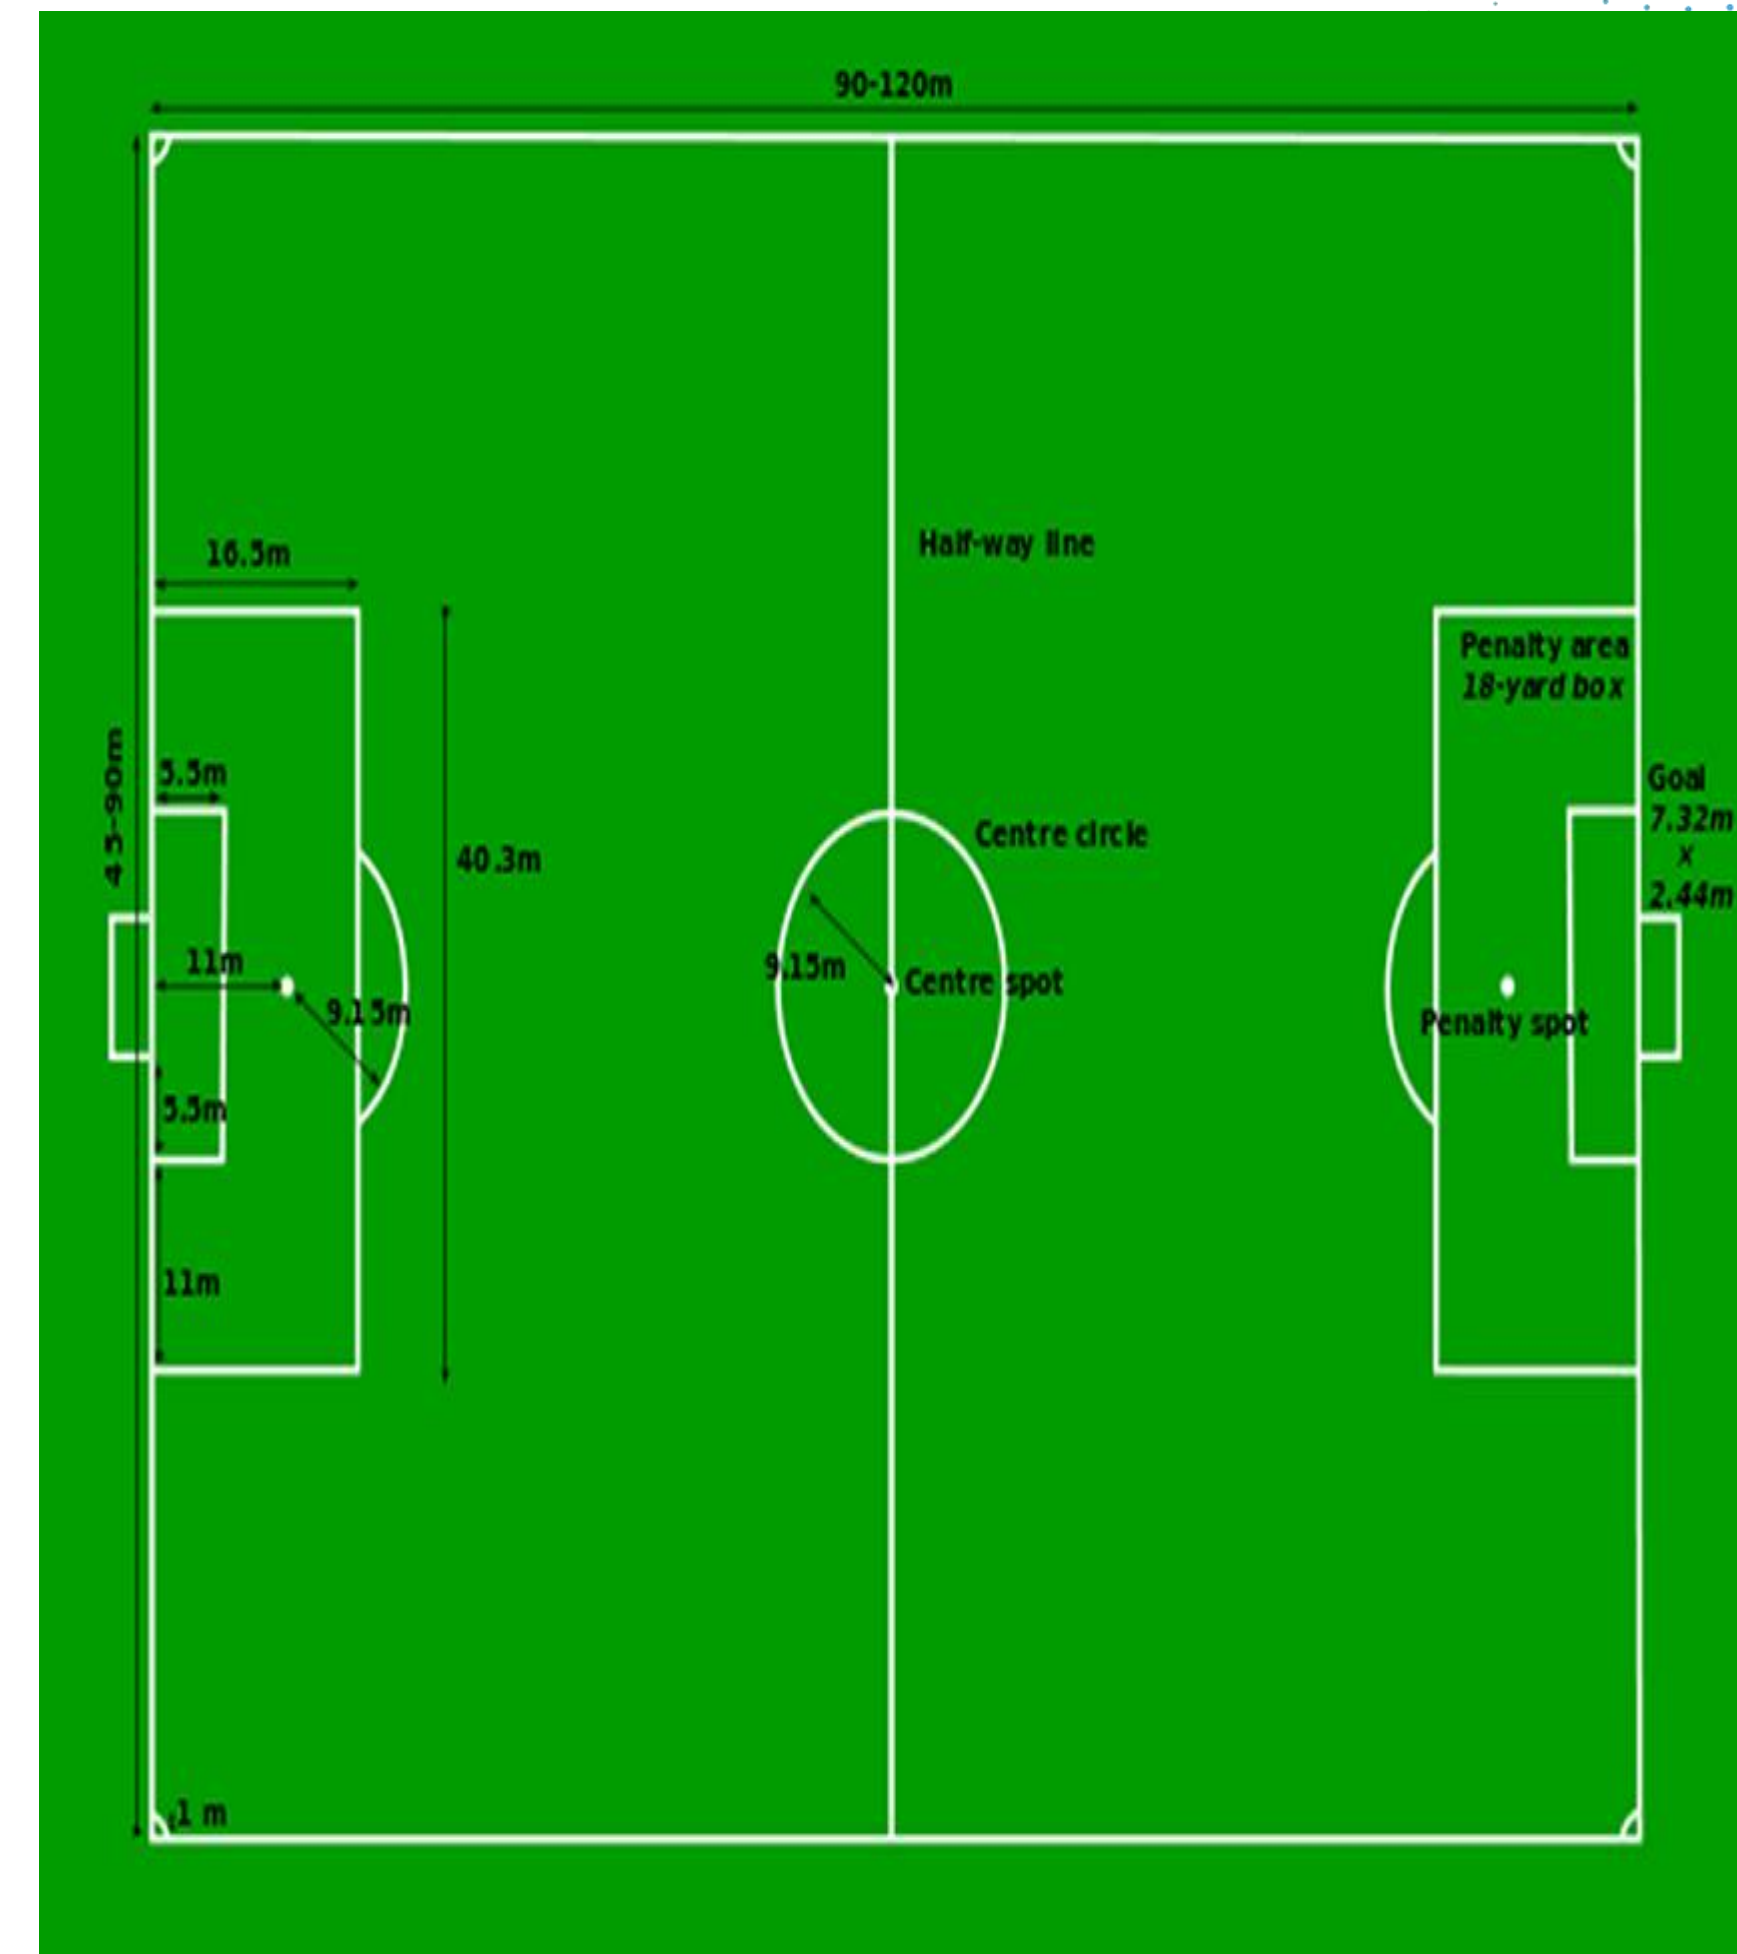 90-120m
Half-way line
16.5m
Penalty area
18-yard box
45-90m
5.5m
Goal
7.32m
x
2.44m
Centre circle
40.3m
11m
9.15m
Centre spot
9.15m
Penalty spot
5.5m
11m
1 m